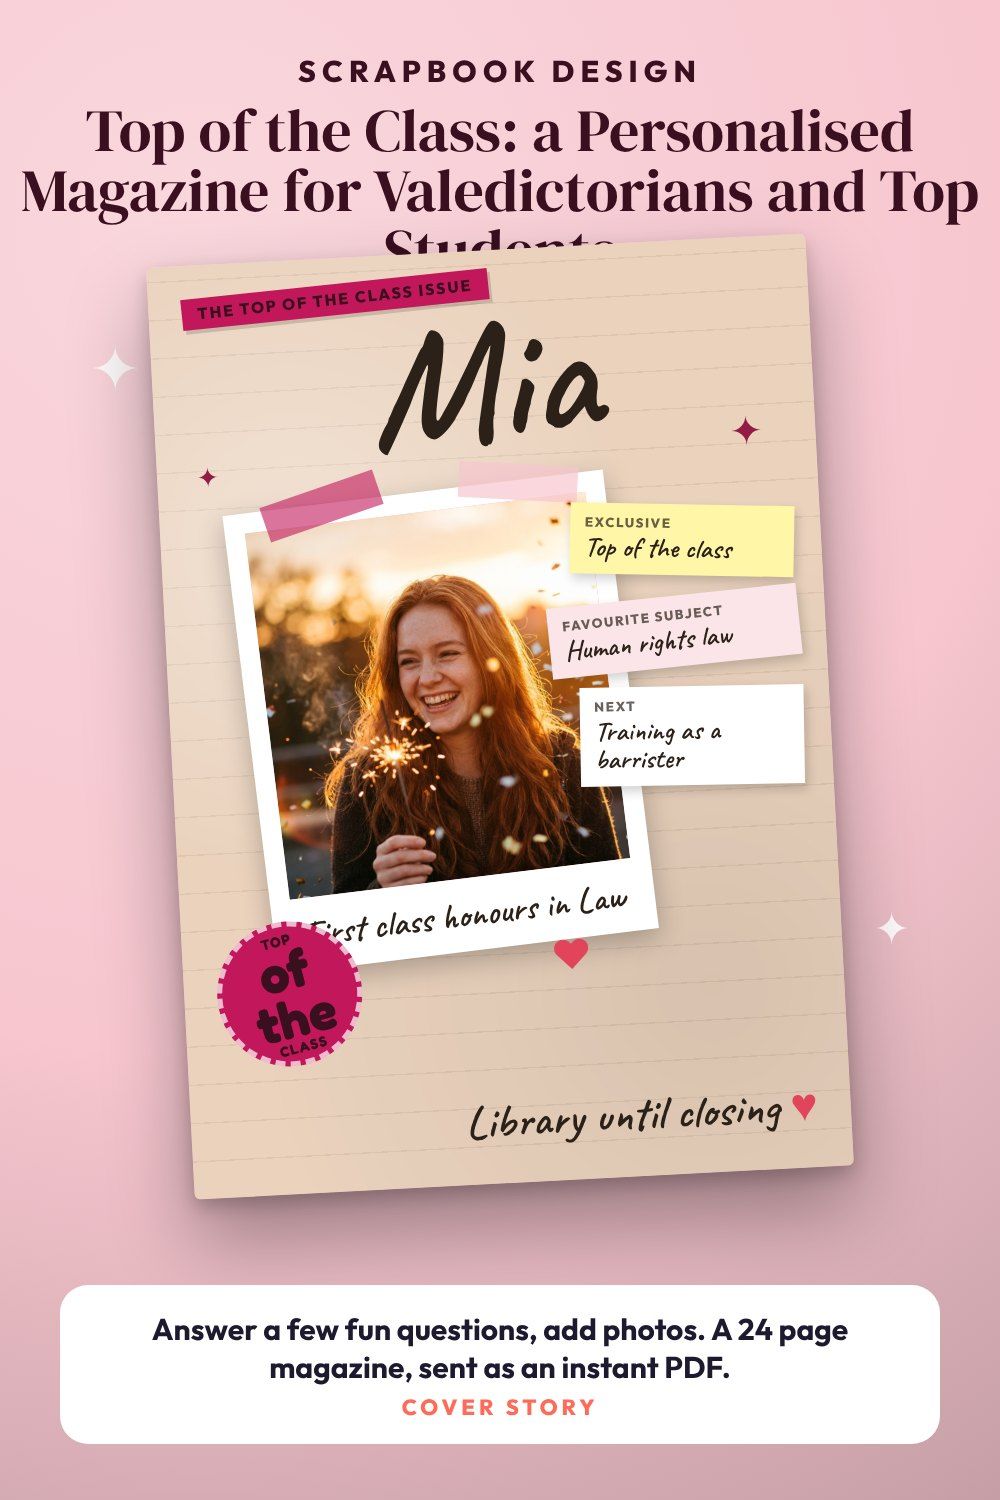 SCRAPBOOK DESIGN
Top of the Class: a Personalised
Magazine for Valedictorians and Top
THE TOP OF THE CLASS ISSUE
Mia
EXCLUSIVE
Top of the class
FAVOURITE SUBJECT
Human rights law
NEXT
Training as a
barrister
First class honours in Law
TOP
of
the
CLASS
Library until closing
Answer a few fun questions, add photos. A 24 page
magazine, sent as an instant PDF.
COVER STORY